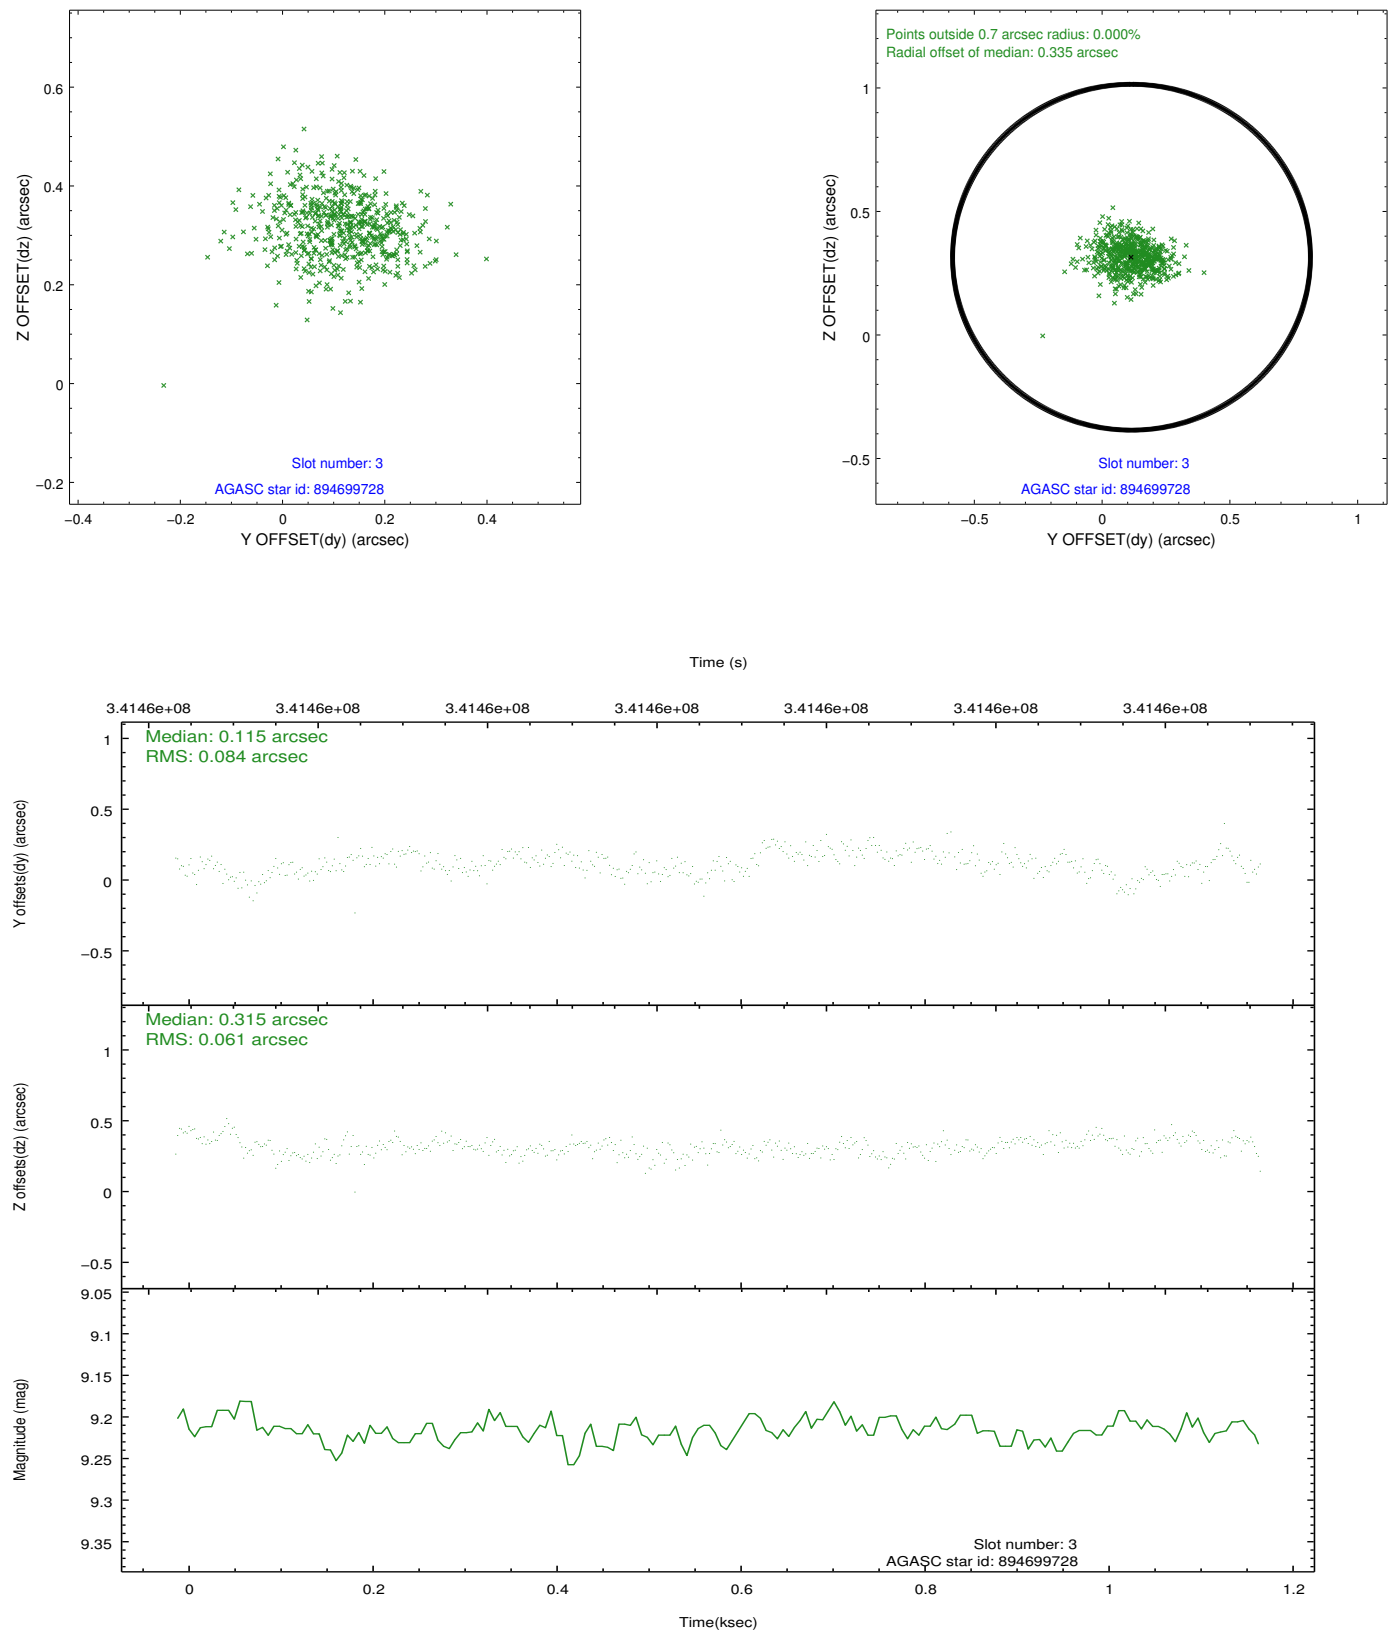 0.6
0.4
0.2
0
−0.2
Z OFFSET(dz) (arcsec)
Slot number: 3
AGASC star id: 894699728
−0.4
−0.2
0
0.2
0.4
Y OFFSET(dy) (arcsec)
Points outside 0.7 arcsec radius: 0.000%
Radial offset of median: 0.335 arcsec
1
0.5
0
−0.5
Z OFFSET(dz) (arcsec)
Slot number: 3
AGASC star id: 894699728
−0.5
0
0.5
1
Y OFFSET(dy) (arcsec)
Time (s)
3.4146e+08
3.4146e+08
3.4146e+08
3.4146e+08
3.4146e+08
3.4146e+08
3.4146e+08
Median: 0.115 arcsec
RMS: 0.084 arcsec
1
0.5
0
−0.5
Y offsets(dy) (arcsec)
Median: 0.315 arcsec
RMS: 0.061 arcsec
1
0.5
0
−0.5
Z offsets(dz) (arcsec)
9.05
9.1
9.15
9.2
9.25
9.3
9.35
Magnitude (mag)
Slot number: 3
AGASC star id: 894699728
0
0.2
0.4
0.6
0.8
1
1.2
Time(ksec)